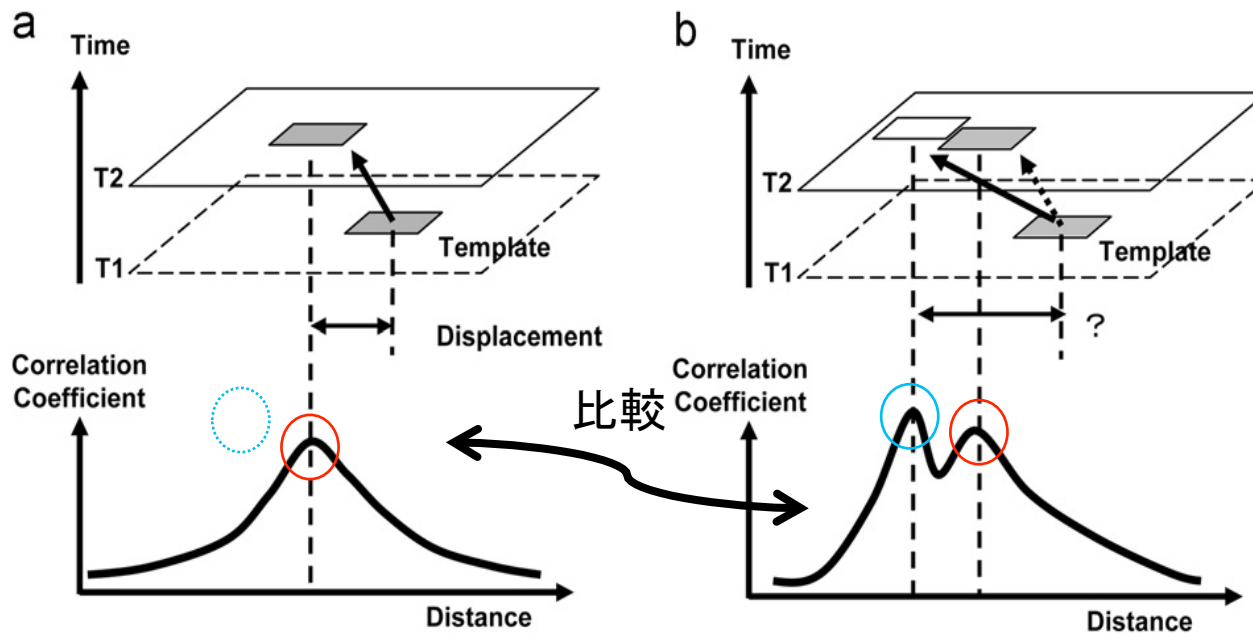 a
Time
T2
T1
Template
Displacement
Correlation
Coefficient
Distance
比較
b
Time
T2
T1
Template
?
Correlation
Coefficient
Distance